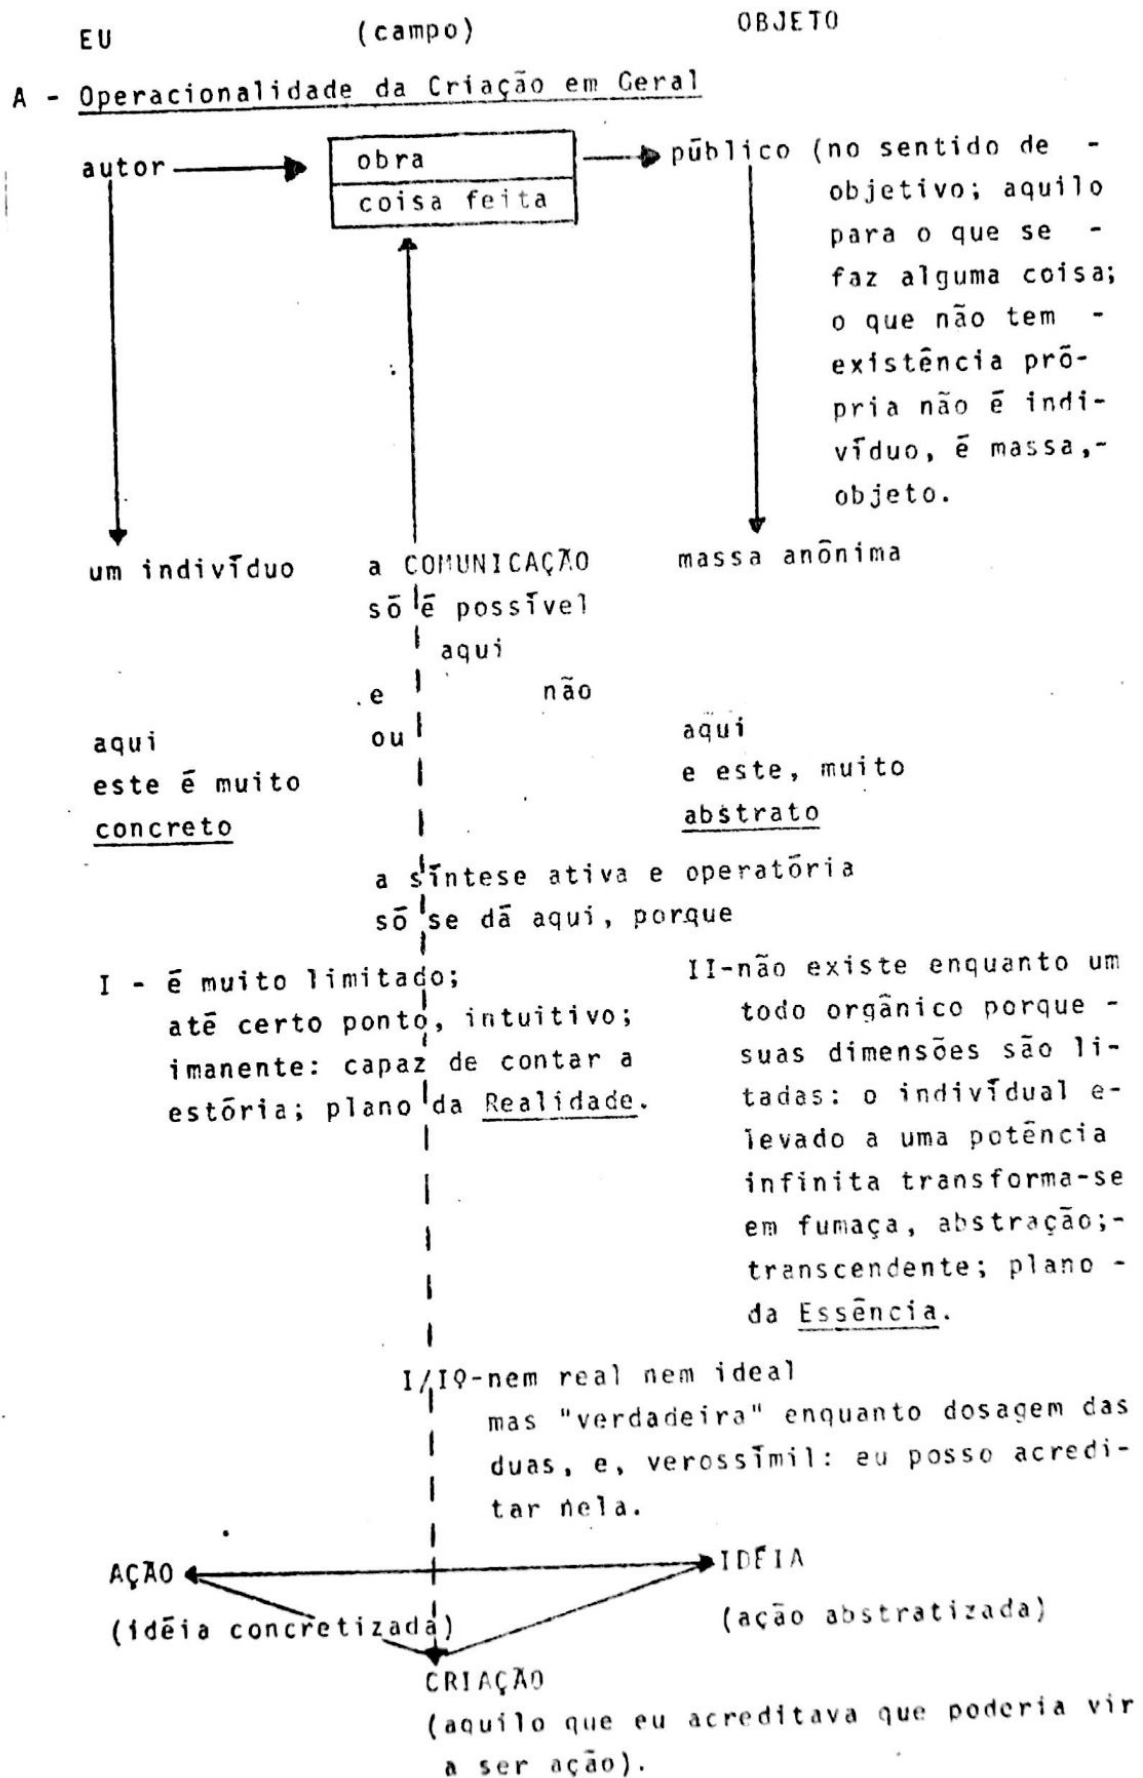 EU (campo) OBJETO
A - Operacionalidade da Criação em Geral
autor
obra
coisa feita
público (no sentido de -
objetivo; aquilo
para o que se -
faz alguma coisa;
o que não tem -
existência pró-
pria não é indi-
víduo, é massa,-
objeto.
um indivíduo
a COMUNICAÇÃO
só é possível
aqui
massa anônima
e não
ou
aqui
este é muito
concreto
aqui
e este, muito
abstrato
a síntese ativa e operatória
só se dá aqui, porque
I - é muito limitado;
até certo ponto, intuitivo;
imanente: capaz de contar a
estória; plano da Realidade.
II-não existe enquanto um
todo orgânico porque -
suas dimensões são li-
tadas: o indivídual e-
levado a uma potência
infinita transforma-se
em fumaça, abstração;-
transcendente; plano -
da Essência.
I/IQ-nem real nem ideal
mas "verdadeira" enquanto dosagem das
duas, e, verossímil: eu posso acredi-
tar nela.
AÇÃO IDÉIA
(idéia concretizada) (ação abstratizada)
CRIAÇÃO
(aquilo que eu acreditava que poderia vir
a ser ação).